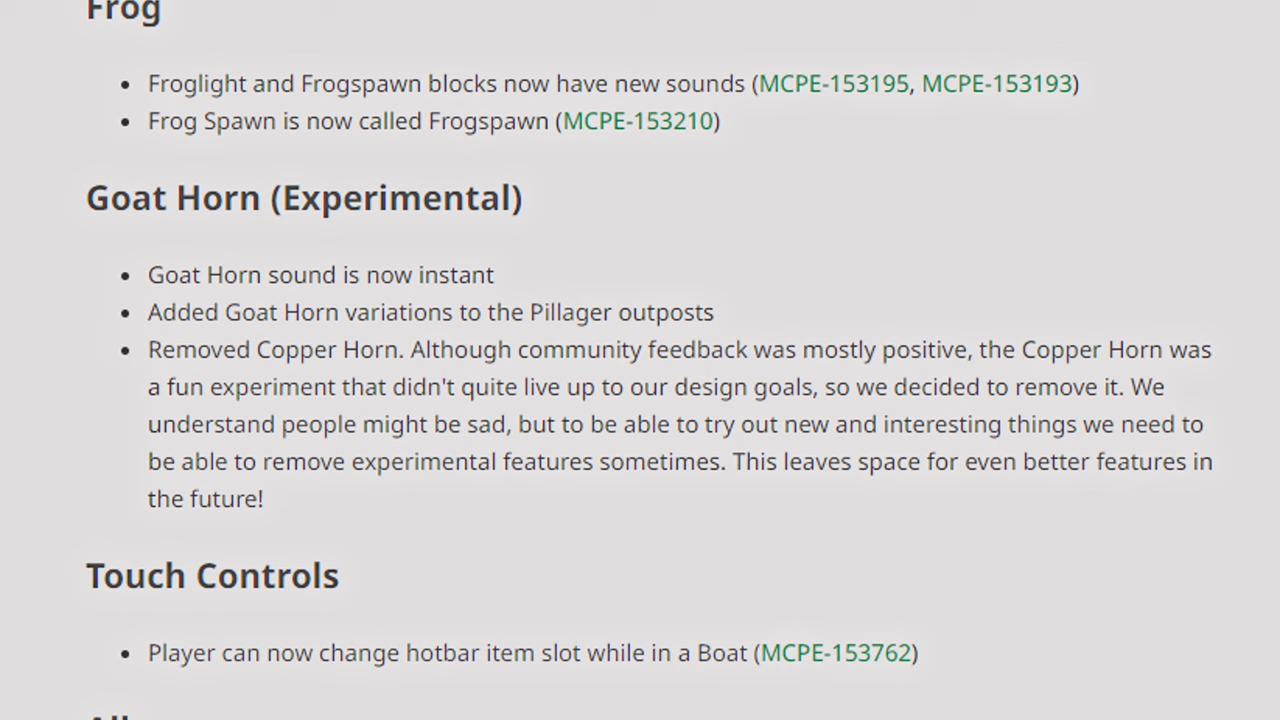 Frog
Froglight and Frogspawn blocks now have new sounds (MCPE-153195, MCPE-153193)
Frog Spawn is now called Frogspawn (MCPE-153210)
Goat Horn (Experimental)
Goat Horn sound is now instant
Added Goat Horn variations to the Pillager outposts
Removed Copper Horn. Although community feedback was mostly positive, the Copper Horn was
a fun experiment that didn't quite live up to our design goals, so we decided to remove it. We
understand people might be sad, but to be able to try out new and interesting things we need to
be able to remove experimental features sometimes. This leaves space for even better features in
the future!
Touch Controls
Player can now change hotbar item slot while in a Boat (MCPE-153762)